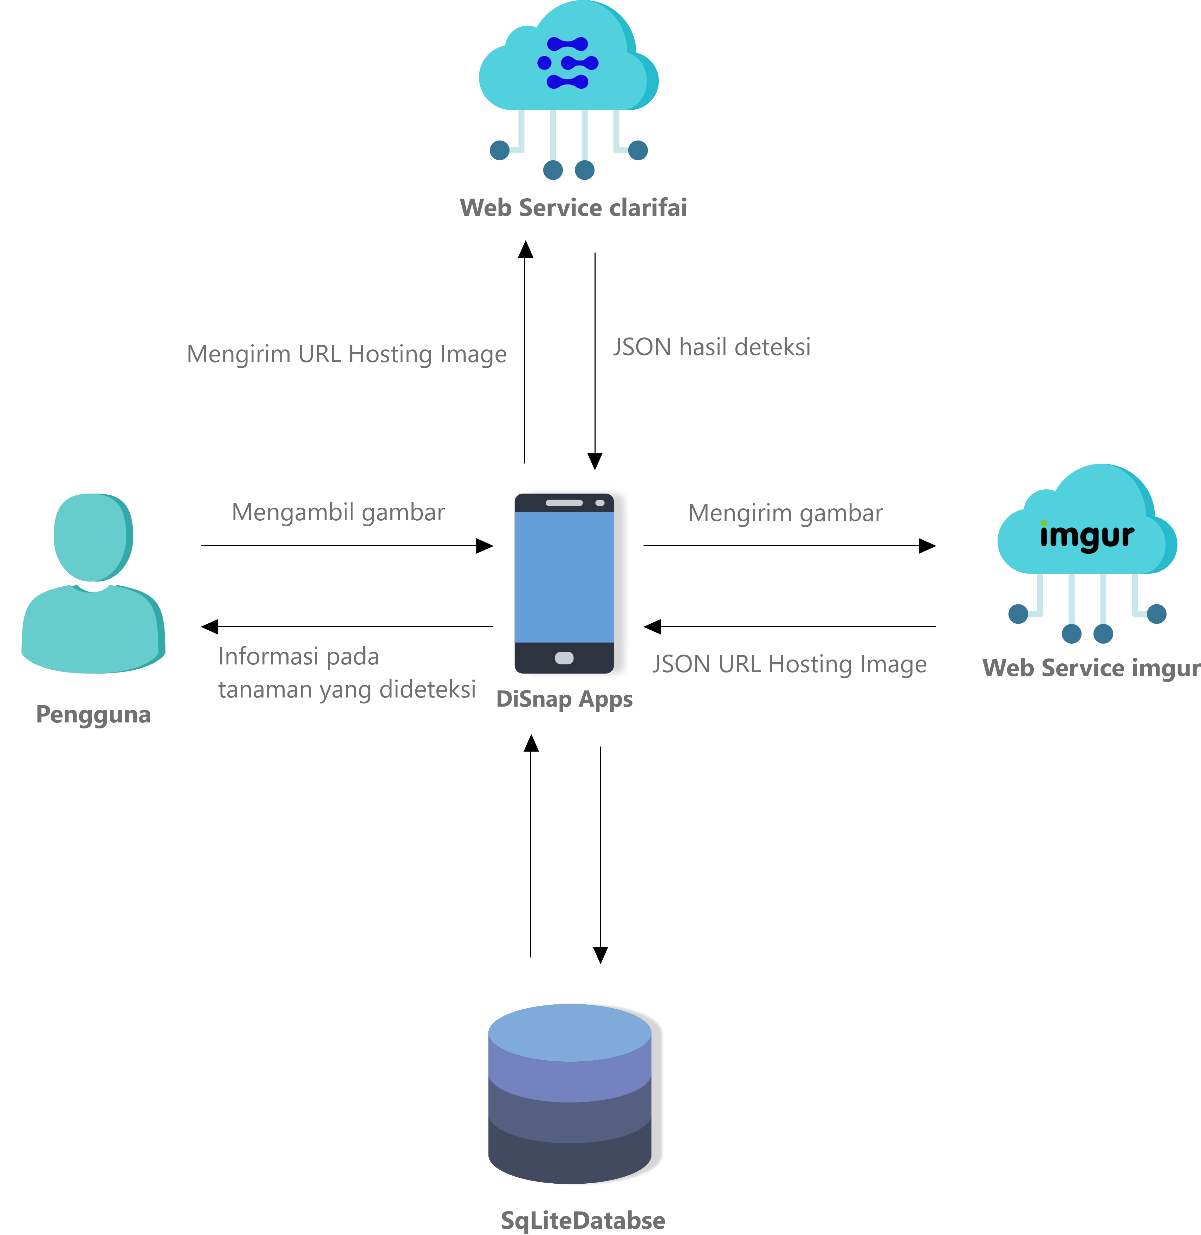 Web Service clarifai
Mengirim URL Hosting Image
JSON hasil deteksi
Mengambil gambar
Mengirim gambar
imgur
Informasi pada
tanaman yang dideteksi
JSON URL Hosting Image
Web Service imgur
DiSnap Apps
Pengguna
SqLiteDatabse